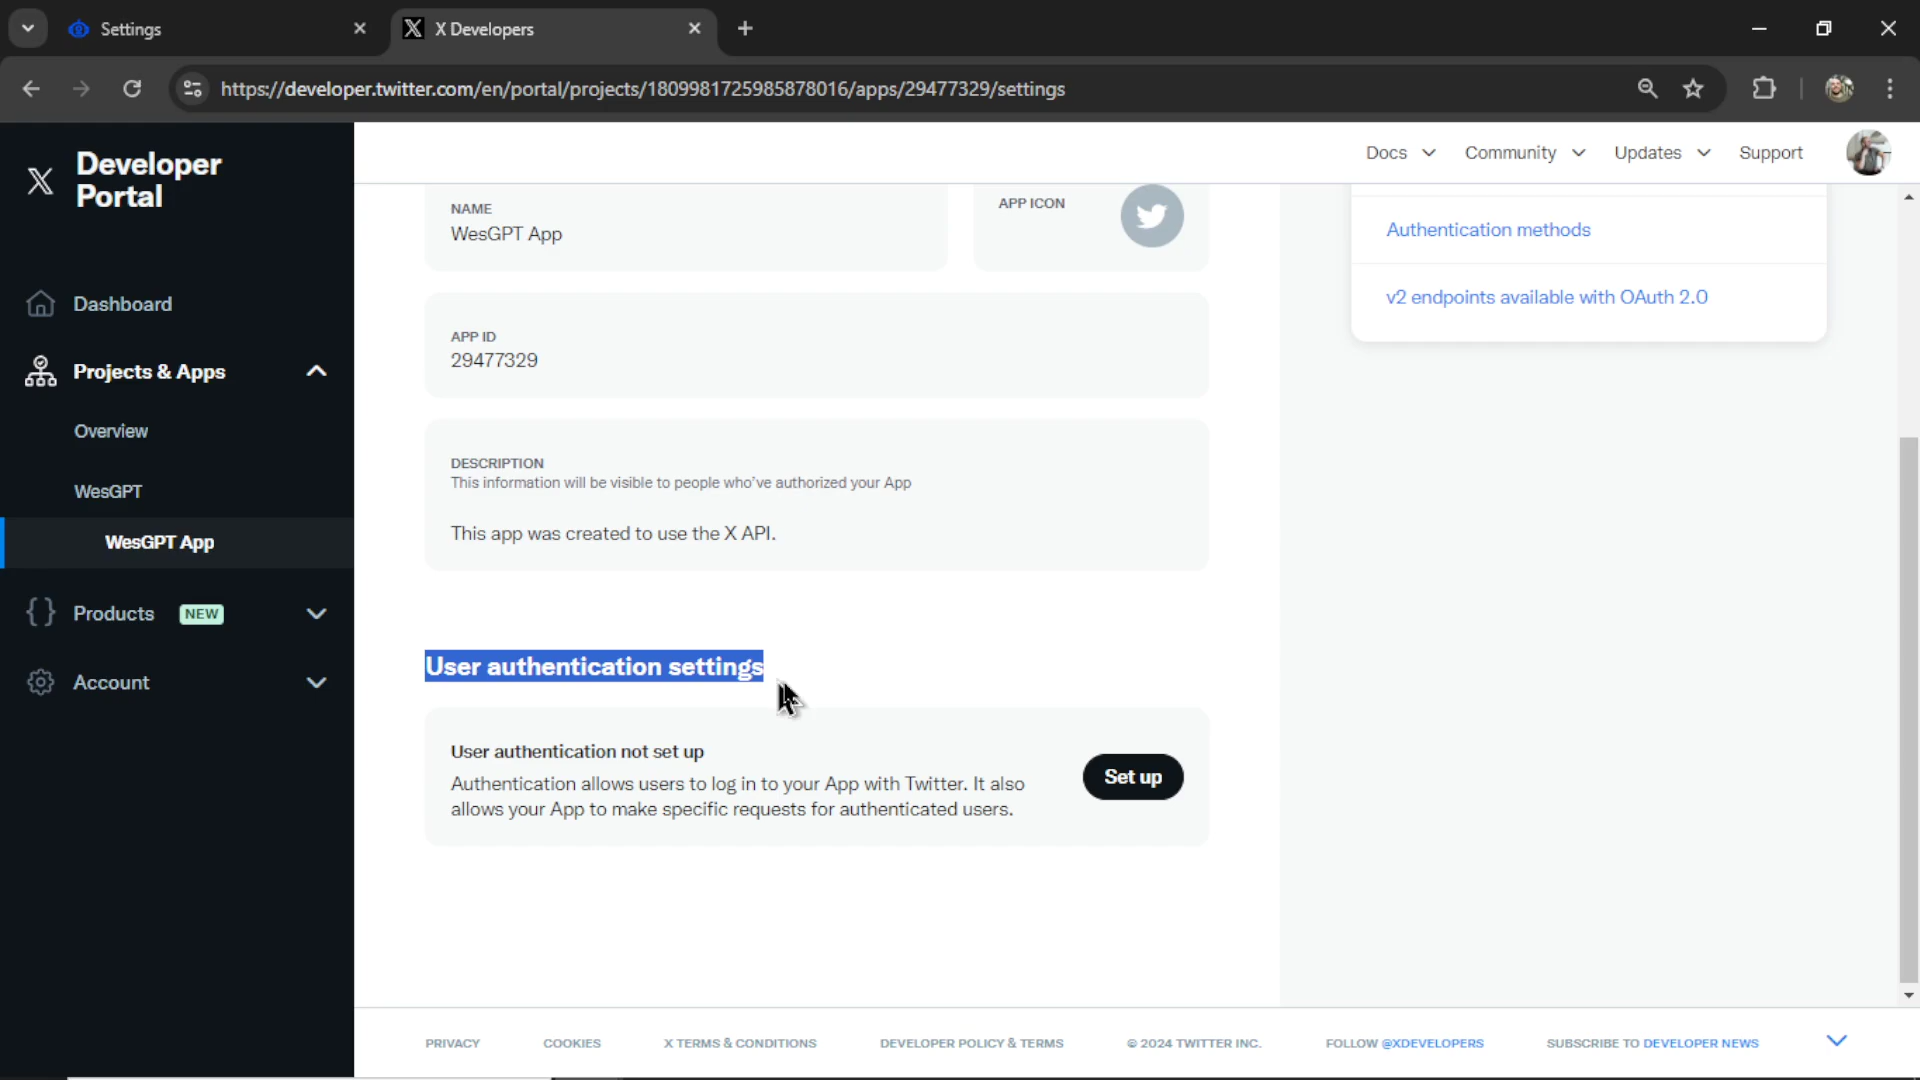 Settings
X Developers
https://developer.twitter.com/en/portal/projects/1809981725985878016/apps/29477329/settings
Developer
Portal
Docs
Community
Updates
Support
Dashboard
Projects & Apps
Overview
WesGPT
WesGPT App
Products NEW
Account
NAME
WesGPT App
APP ICON
APP ID
29477329
DESCRIPTION
This information will be visible to people who've authorized your App
This app was created to use the X API.
User authentication settings
User authentication not set up
Authentication allows users to log in to your App with Twitter. It also
allows your App to make specific requests for authenticated users.
Set up
Authentication methods
v2 endpoints available with OAuth 2.0
PRIVACY
COOKIES
X TERMS & CONDITIONS
DEVELOPER POLICY & TERMS
© 2024 TWITTER INC.
FOLLOW @XDEVELOPERS
SUBSCRIBE TO DEVELOPER NEWS